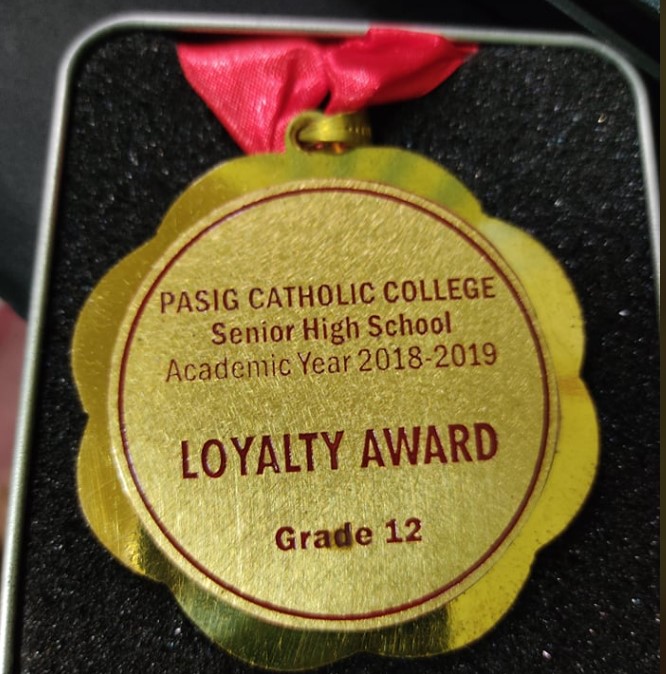 PASIG CATHOLIC COLLEGE
Senior High School
Academic Year 2018-2019
LOYALTY AWARD
Grade 12